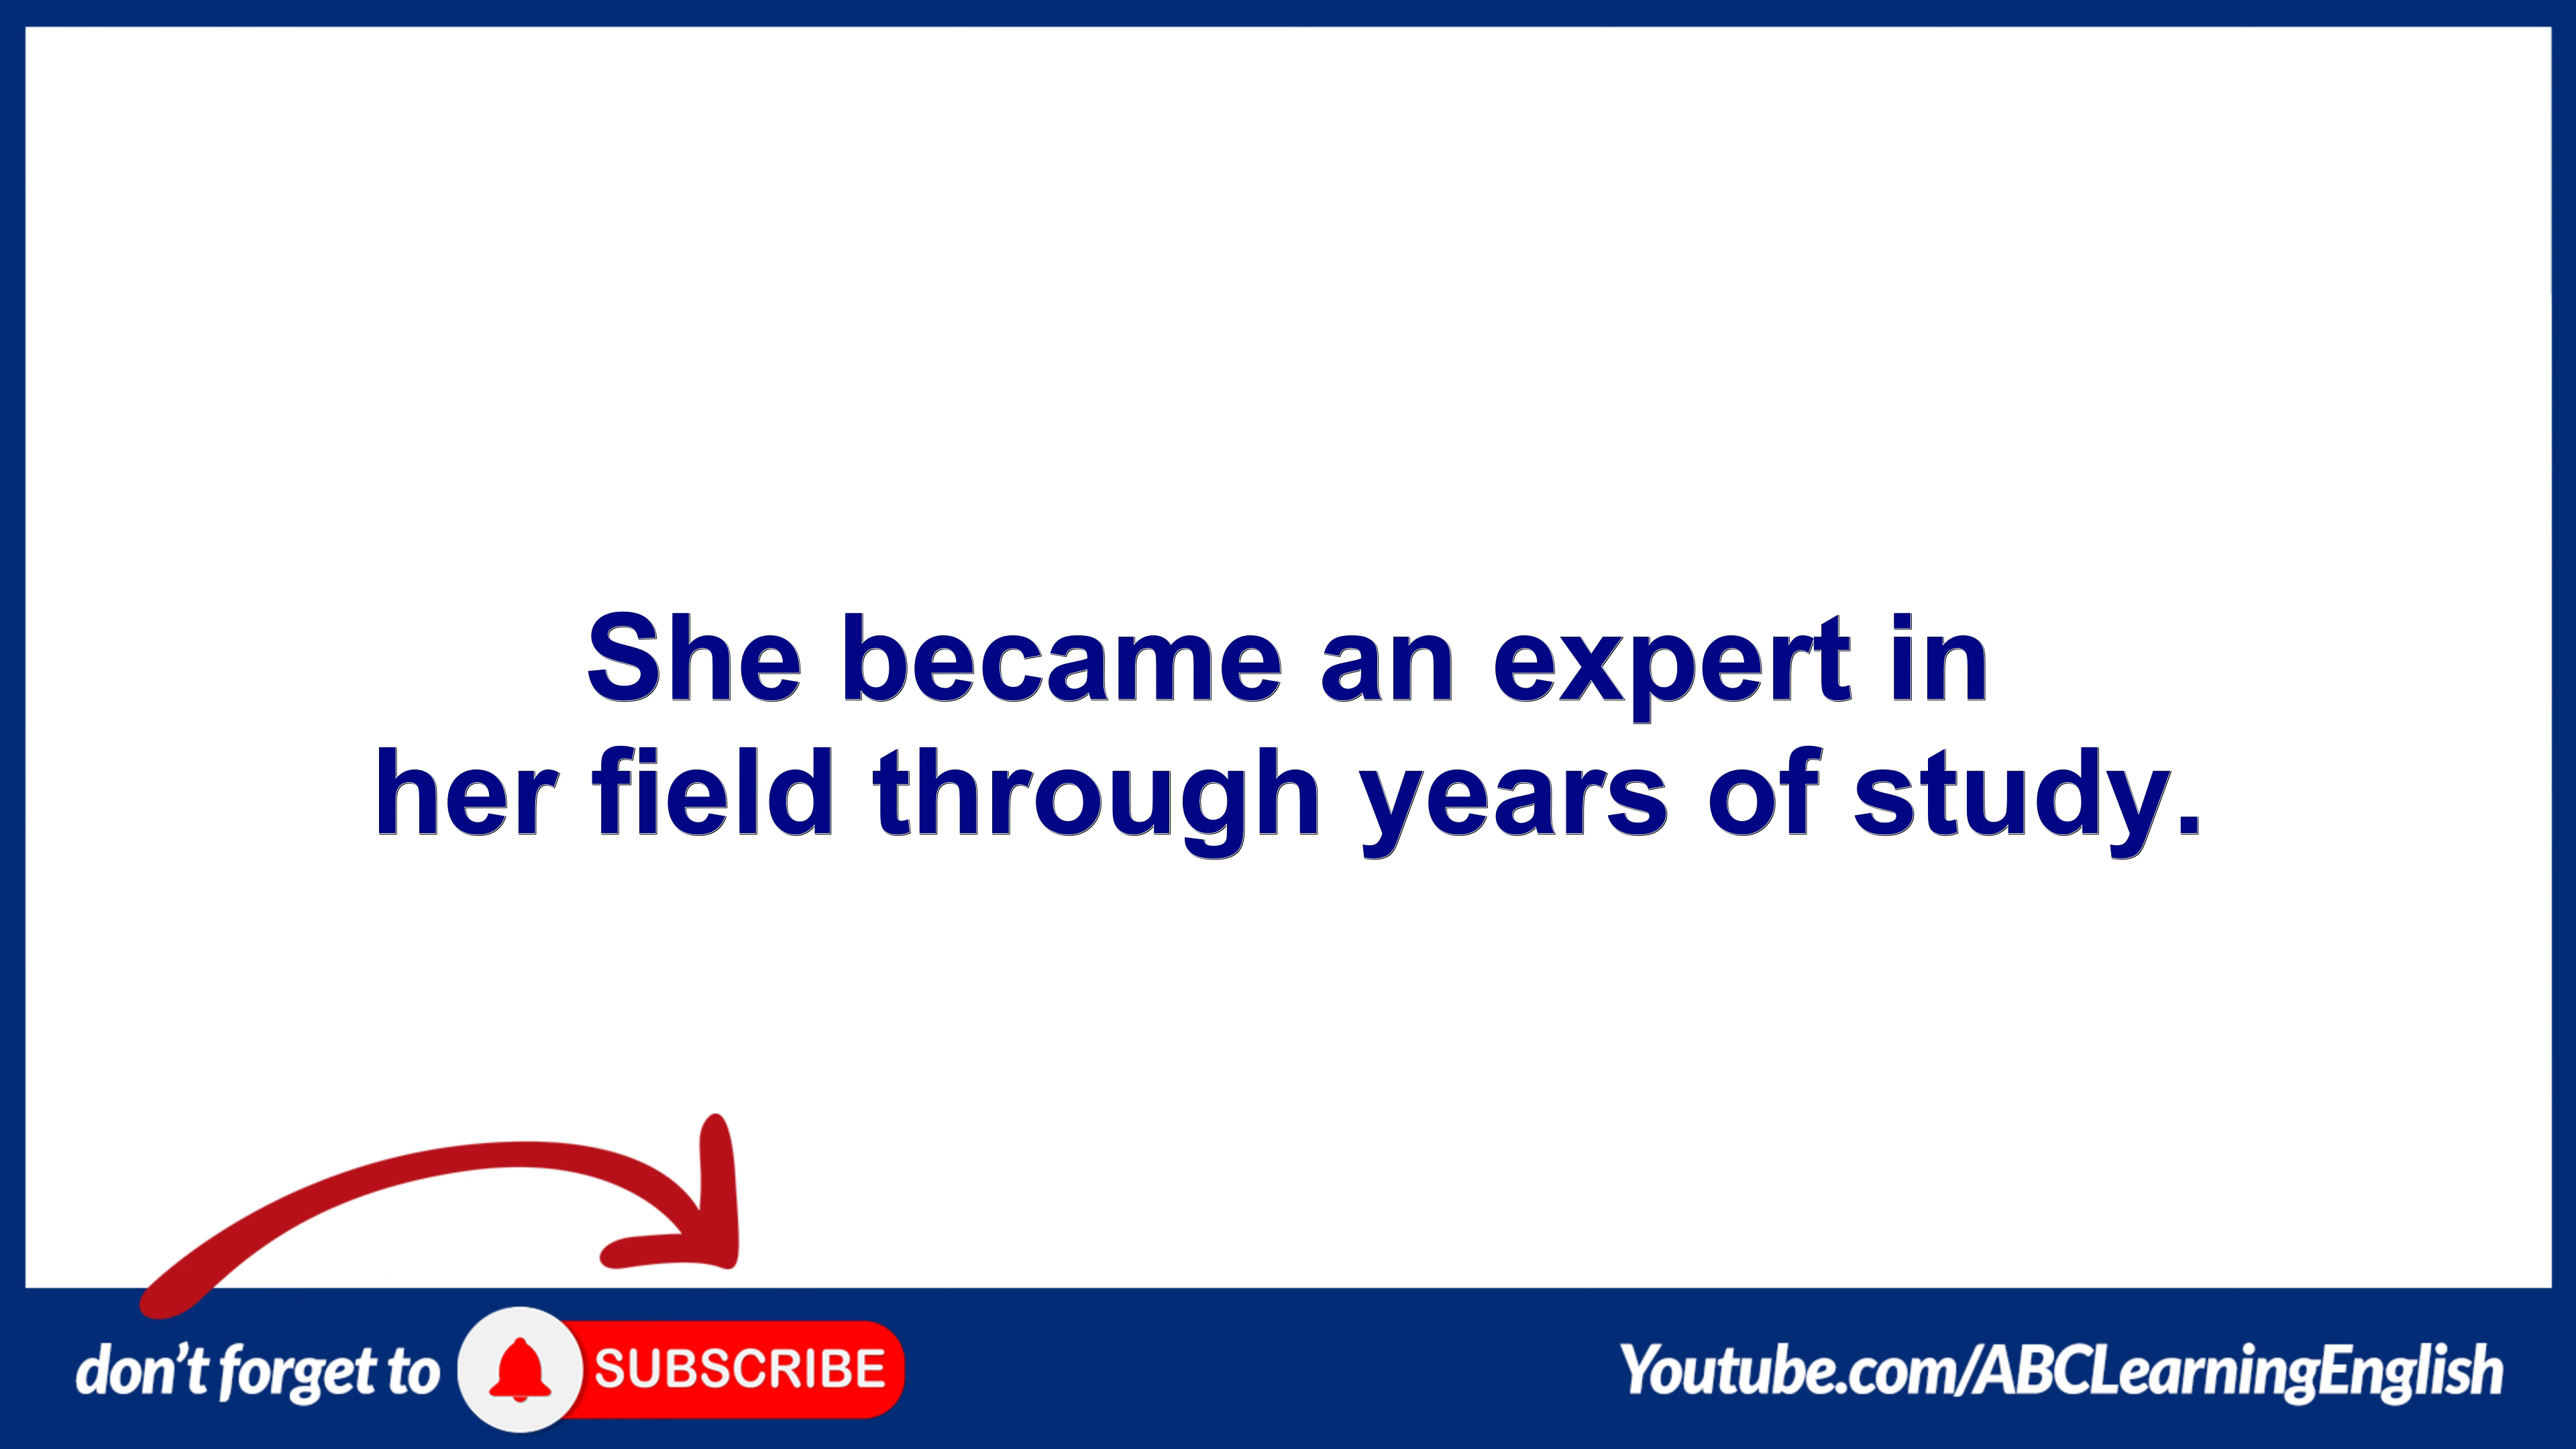 She became an expert in
her field through years of study.
don't forget to SUBSCRIBE
Youtube.com/ABCLearningEnglish